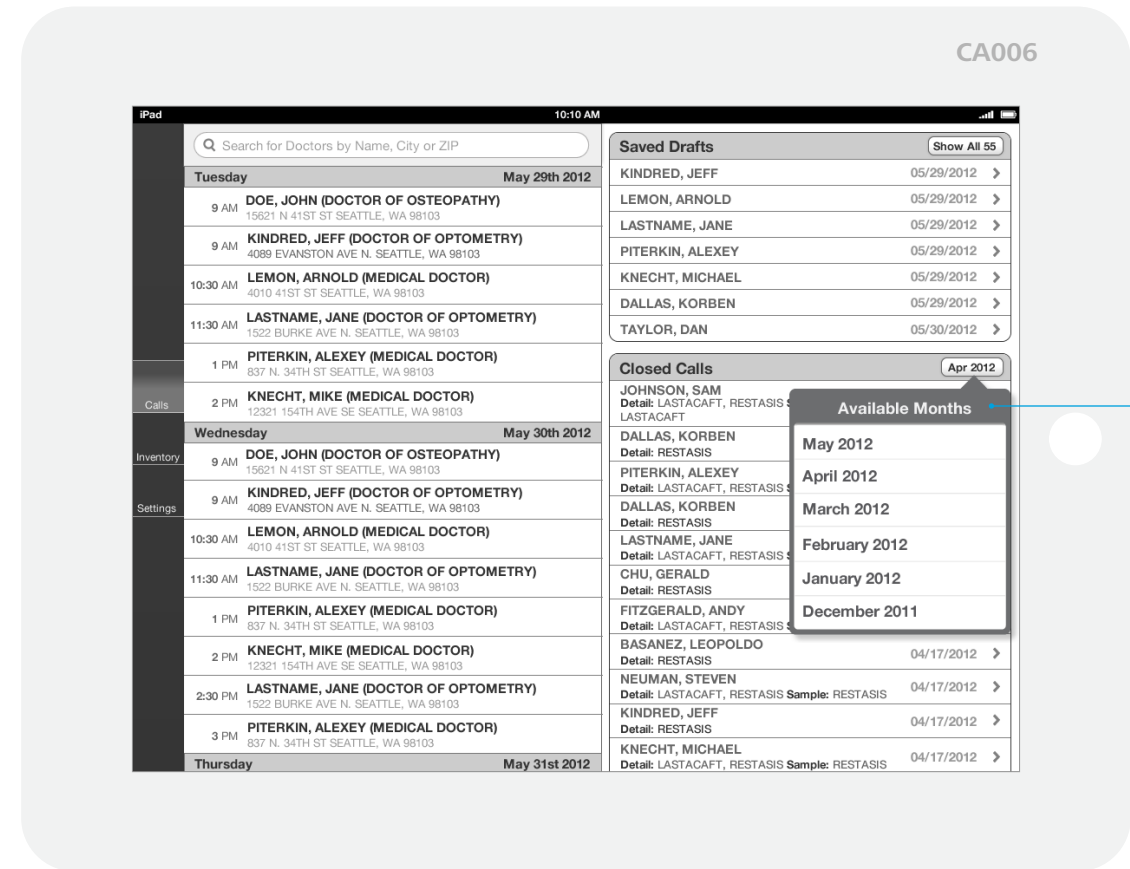 CA006
iPad 10:10 AM
Search for Doctors by Name, City or ZIP
Tuesday May 29th 2012
9 AM DOE, JOHN (DOCTOR OF OSTEOPATHY)
15621 N 41ST ST SEATTLE, WA 98103
9 AM KINDRED, JEFF (DOCTOR OF OPTOMETRY)
4089 EVANSTON AVE N. SEATTLE, WA 98103
10:30 AM LEMON, ARNOLD (MEDICAL DOCTOR)
4010 41ST ST SEATTLE, WA 98103
11:30 AM LASTNAME, JANE (DOCTOR OF OPTOMETRY)
1522 BURKE AVE N. SEATTLE, WA 98103
1 PM PITERKIN, ALEXEY (MEDICAL DOCTOR)
837 N. 34TH ST SEATTLE, WA 98103
2 PM KNECHT, MIKE (MEDICAL DOCTOR)
12321 154TH AVE SE SEATTLE, WA 98103
Wednesday May 30th 2012
9 AM DOE, JOHN (DOCTOR OF OSTEOPATHY)
15621 N 41ST ST SEATTLE, WA 98103
9 AM KINDRED, JEFF (DOCTOR OF OPTOMETRY)
4089 EVANSTON AVE N. SEATTLE, WA 98103
10:30 AM LEMON, ARNOLD (MEDICAL DOCTOR)
4010 41ST ST SEATTLE, WA 98103
11:30 AM LASTNAME, JANE (DOCTOR OF OPTOMETRY)
1522 BURKE AVE N. SEATTLE, WA 98103
1 PM PITERKIN, ALEXEY (MEDICAL DOCTOR)
837 N. 34TH ST SEATTLE, WA 98103
2 PM KNECHT, MIKE (MEDICAL DOCTOR)
12321 154TH AVE SE SEATTLE, WA 98103
2:30 PM LASTNAME, JANE (DOCTOR OF OPTOMETRY)
1522 BURKE AVE N. SEATTLE, WA 98103
3 PM PITERKIN, ALEXEY (MEDICAL DOCTOR)
837 N. 34TH ST SEATTLE, WA 98103
Thursday May 31st 2012
Calls
Inventory
Settings
Saved Drafts Show All 55
KINDRED, JEFF 05/29/2012
LEMON, ARNOLD 05/29/2012
LASTNAME, JANE 05/29/2012
PITERKIN, ALEXEY 05/29/2012
KNECHT, MICHAEL 05/29/2012
DALLAS, KORBEN 05/29/2012
TAYLOR, DAN 05/30/2012
Closed Calls Apr 2012
JOHNSON, SAM
Detail: LASTACAFT, RESTASIS
LASTACAFT
DALLAS, KORBEN
Detail: RESTASIS
PITERKIN, ALEXEY
Detail: LASTACAFT, RESTASIS
DALLAS, KORBEN
Detail: RESTASIS
LASTNAME, JANE
Detail: LASTACAFT, RESTASIS
CHU, GERALD
Detail: RESTASIS
FITZGERALD, ANDY
Detail: LASTACAFT, RESTASIS
BASANEZ, LEOPOLDO
Detail: RESTASIS 04/17/2012
NEUMAN, STEVEN
Detail: LASTACAFT, RESTASIS Sample: RESTASIS 04/17/2012
KINDRED, JEFF
Detail: RESTASIS 04/17/2012
KNECHT, MICHAEL
Detail: LASTACAFT, RESTASIS Sample: RESTASIS 04/17/2012
Available Months
May 2012
April 2012
March 2012
February 2012
January 2012
December 2011